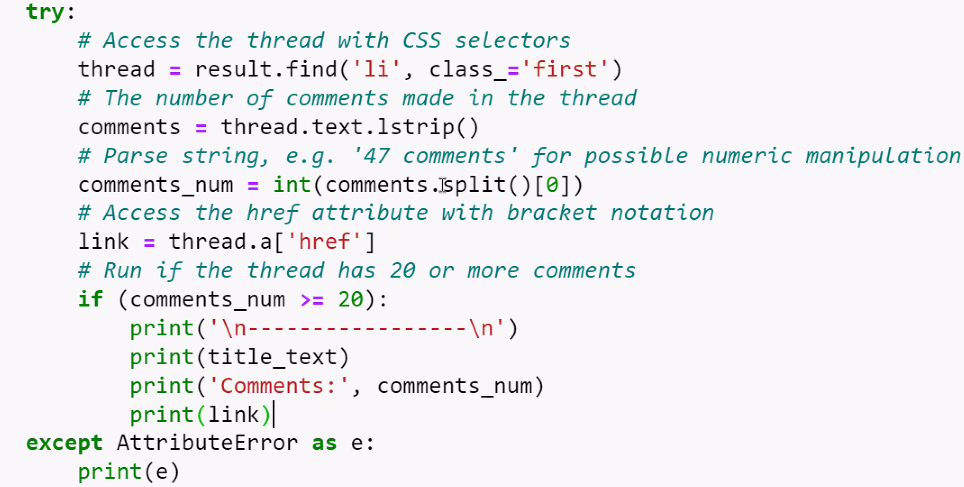 try:
    # Access the thread with CSS selectors
    thread = result.find('li', class_='first')
    # The number of comments made in the thread
    comments = thread.text.lstrip()
    # Parse string, e.g. '47 comments' for possible numeric manipulation
    comments_num = int(comments.split()[0])
    # Access the href attribute with bracket notation
    link = thread.a['href']
    # Run if the thread has 20 or more comments
    if (comments_num >= 20):
        print('\n-----------------\n')
        print(title_text)
        print('Comments:', comments_num)
        print(link)
except AttributeError as e:
    print(e)